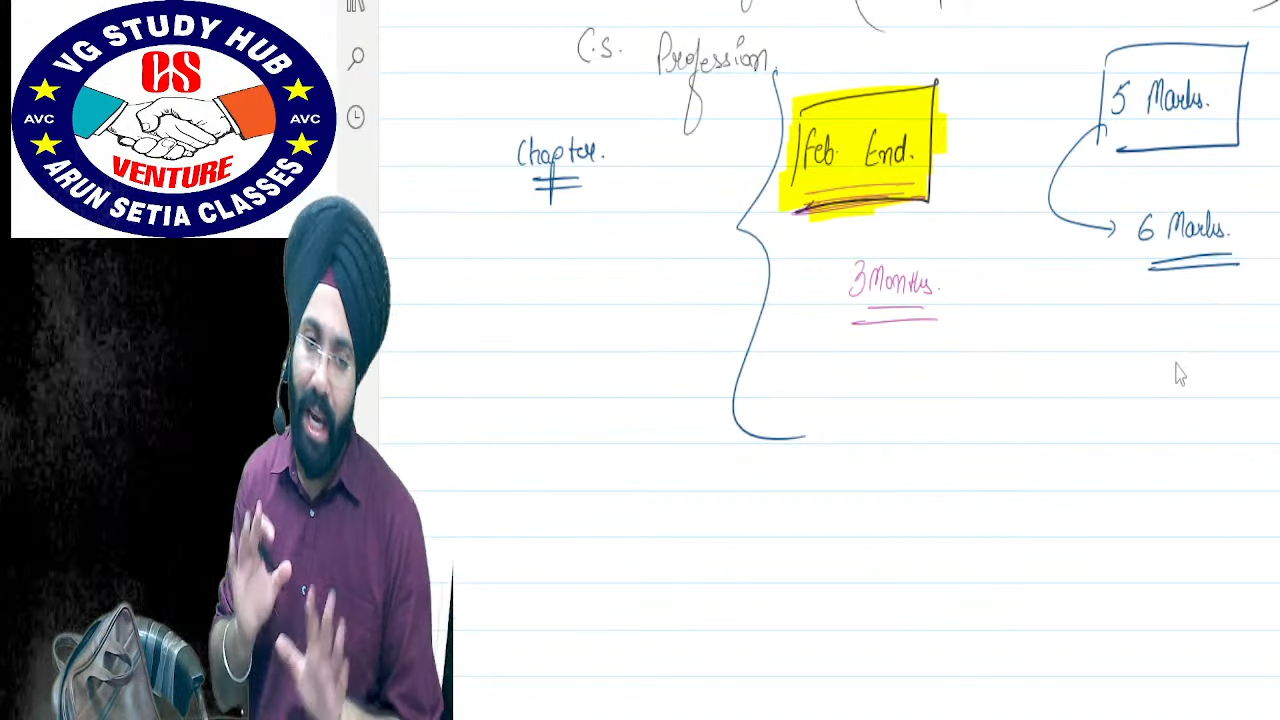 VG STUDY HUB
CS
AVC
AVC
VENTURE
ARUN SETIA CLASSES
C.S. Profession
Chapter.
Feb. End.
5 Marks.
6 Marks.
3 Months.